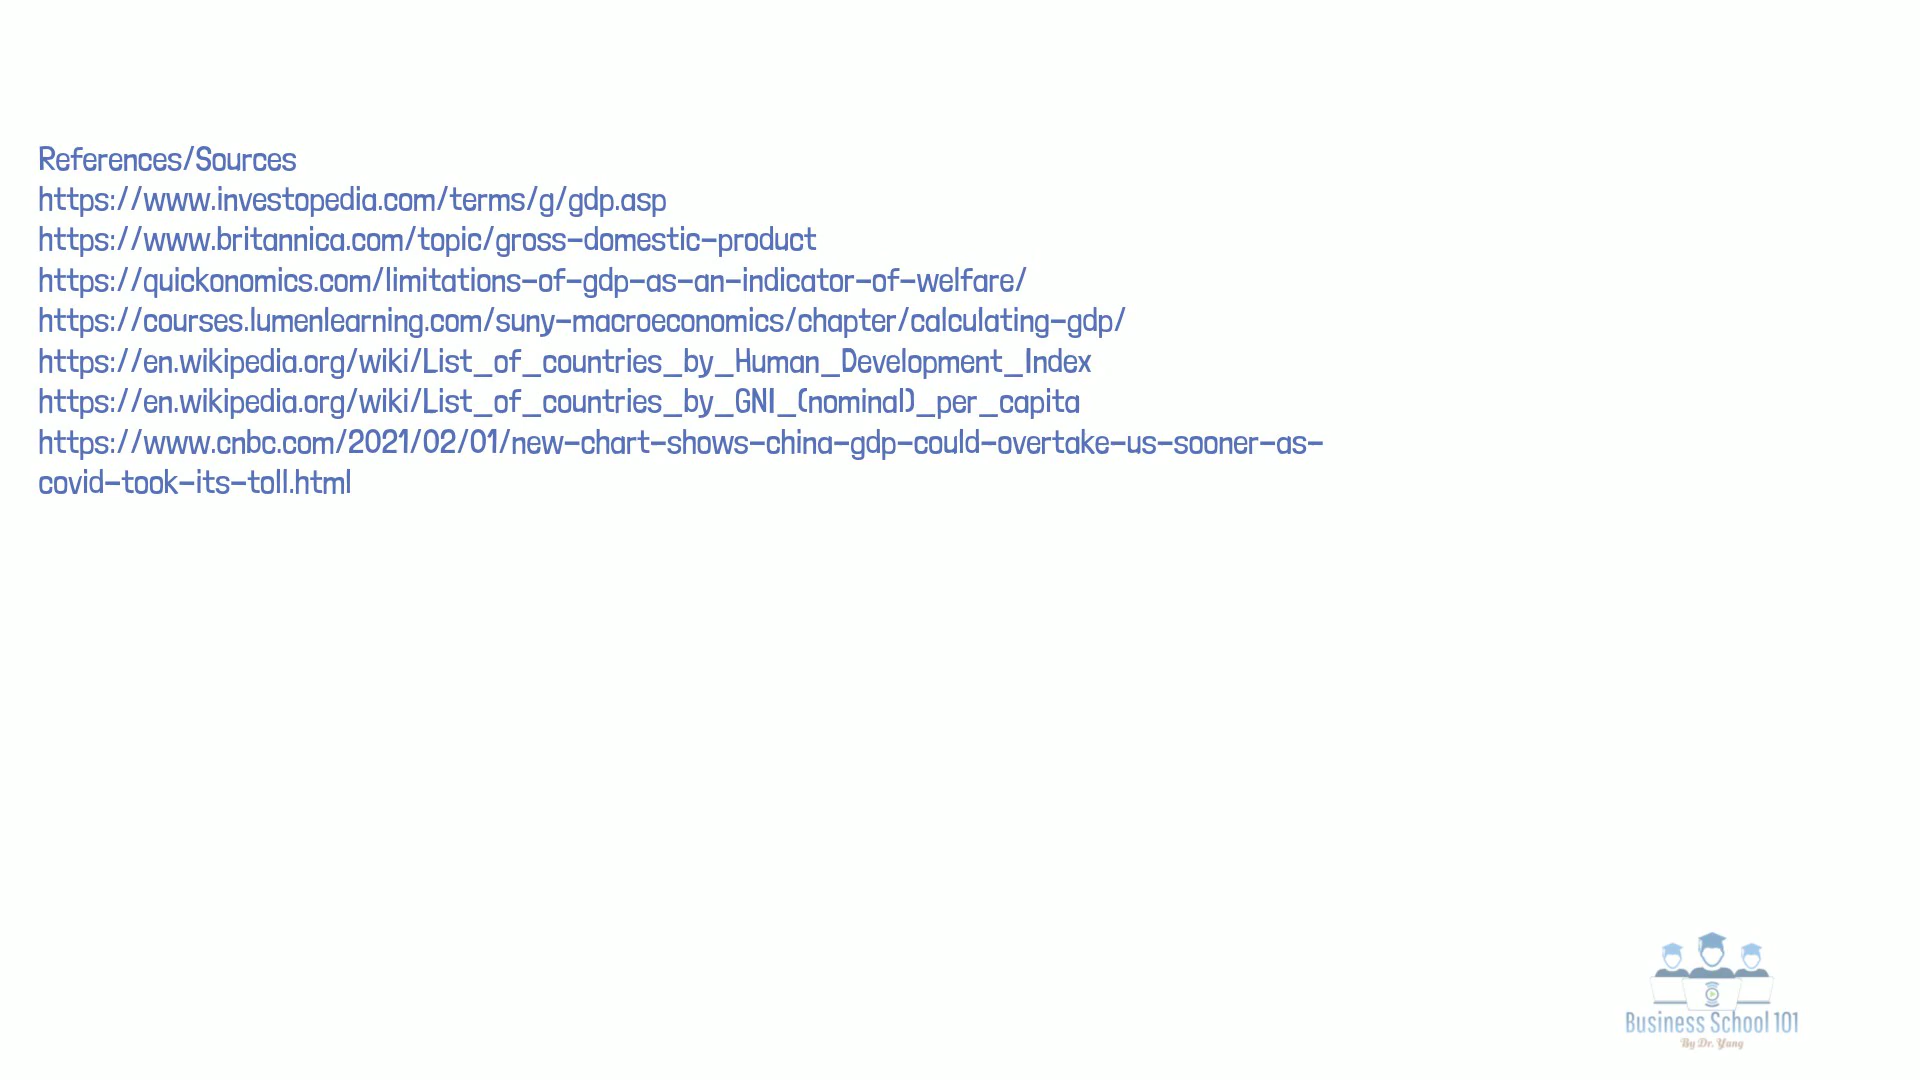 References/Sources
https://www.investopedia.com/terms/g/gdp.asp
https://www.britannica.com/topic/gross-domestic-product
https://quickonomics.com/limitations-of-gdp-as-an-indicator-of-welfare/
https://courses.lumenlearning.com/suny-macroeconomics/chapter/calculating-gdp/
https://en.wikipedia.org/wiki/List_of_countries_by_Human_Development_Index
https://en.wikipedia.org/wiki/List_of_countries_by_GNI_(nominal)_per_capita
https://www.cnbc.com/2021/02/01/new-chart-shows-china-gdp-could-overtake-us-sooner-as-
covid-took-its-toll.html
Business School 101
By Dr. Yang